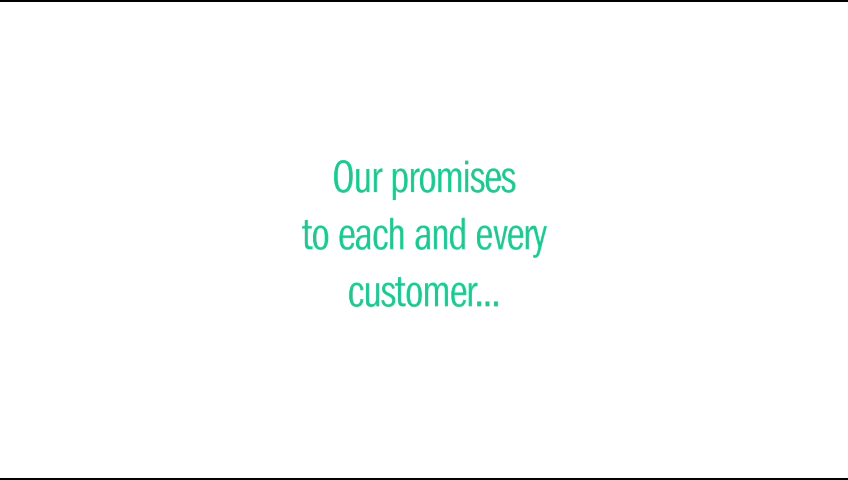 Our promises
to each and every
customer...